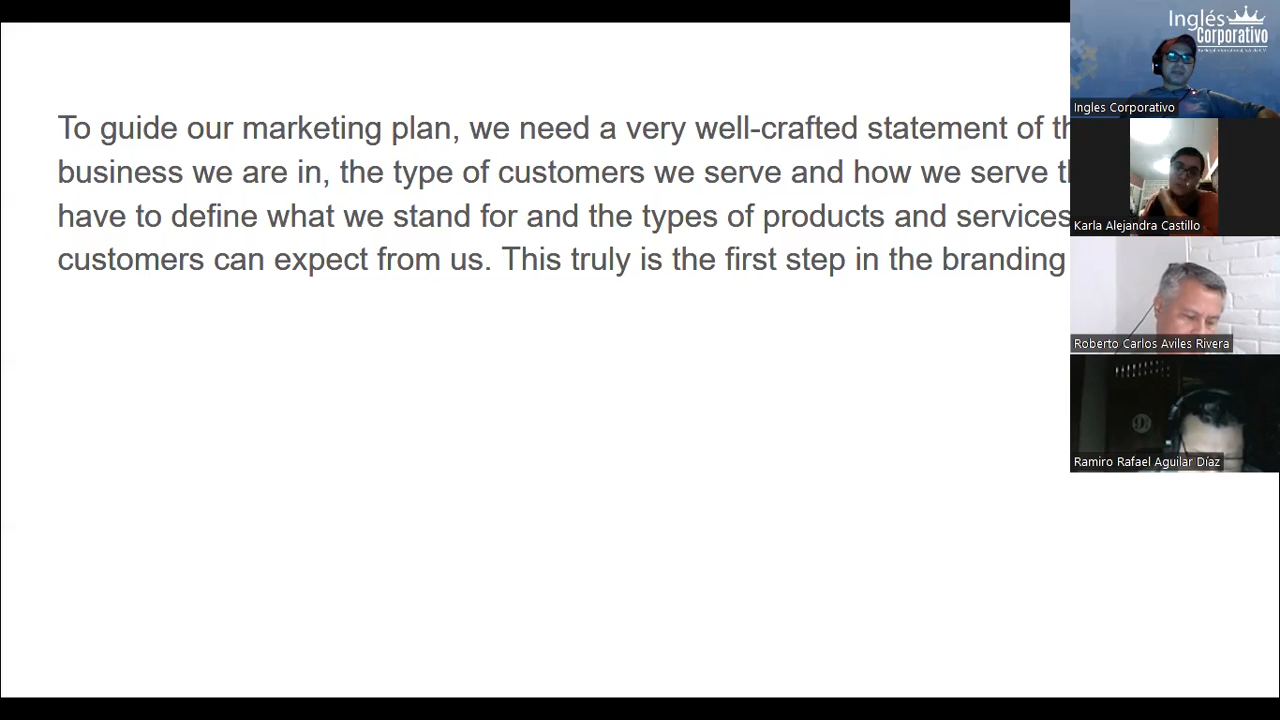 To guide our marketing plan, we need a very well-crafted statement of
business we are in, the type of customers we serve and how we serve
have to define what we stand for and the types of products and services
customers can expect from us. This truly is the first step in the branding
Inglés
Corporativo
Ingles Corporativo
Karla Alejandra Castillo
Roberto Carlos Aviles Rivera
Ramiro Rafael Aguilar Díaz